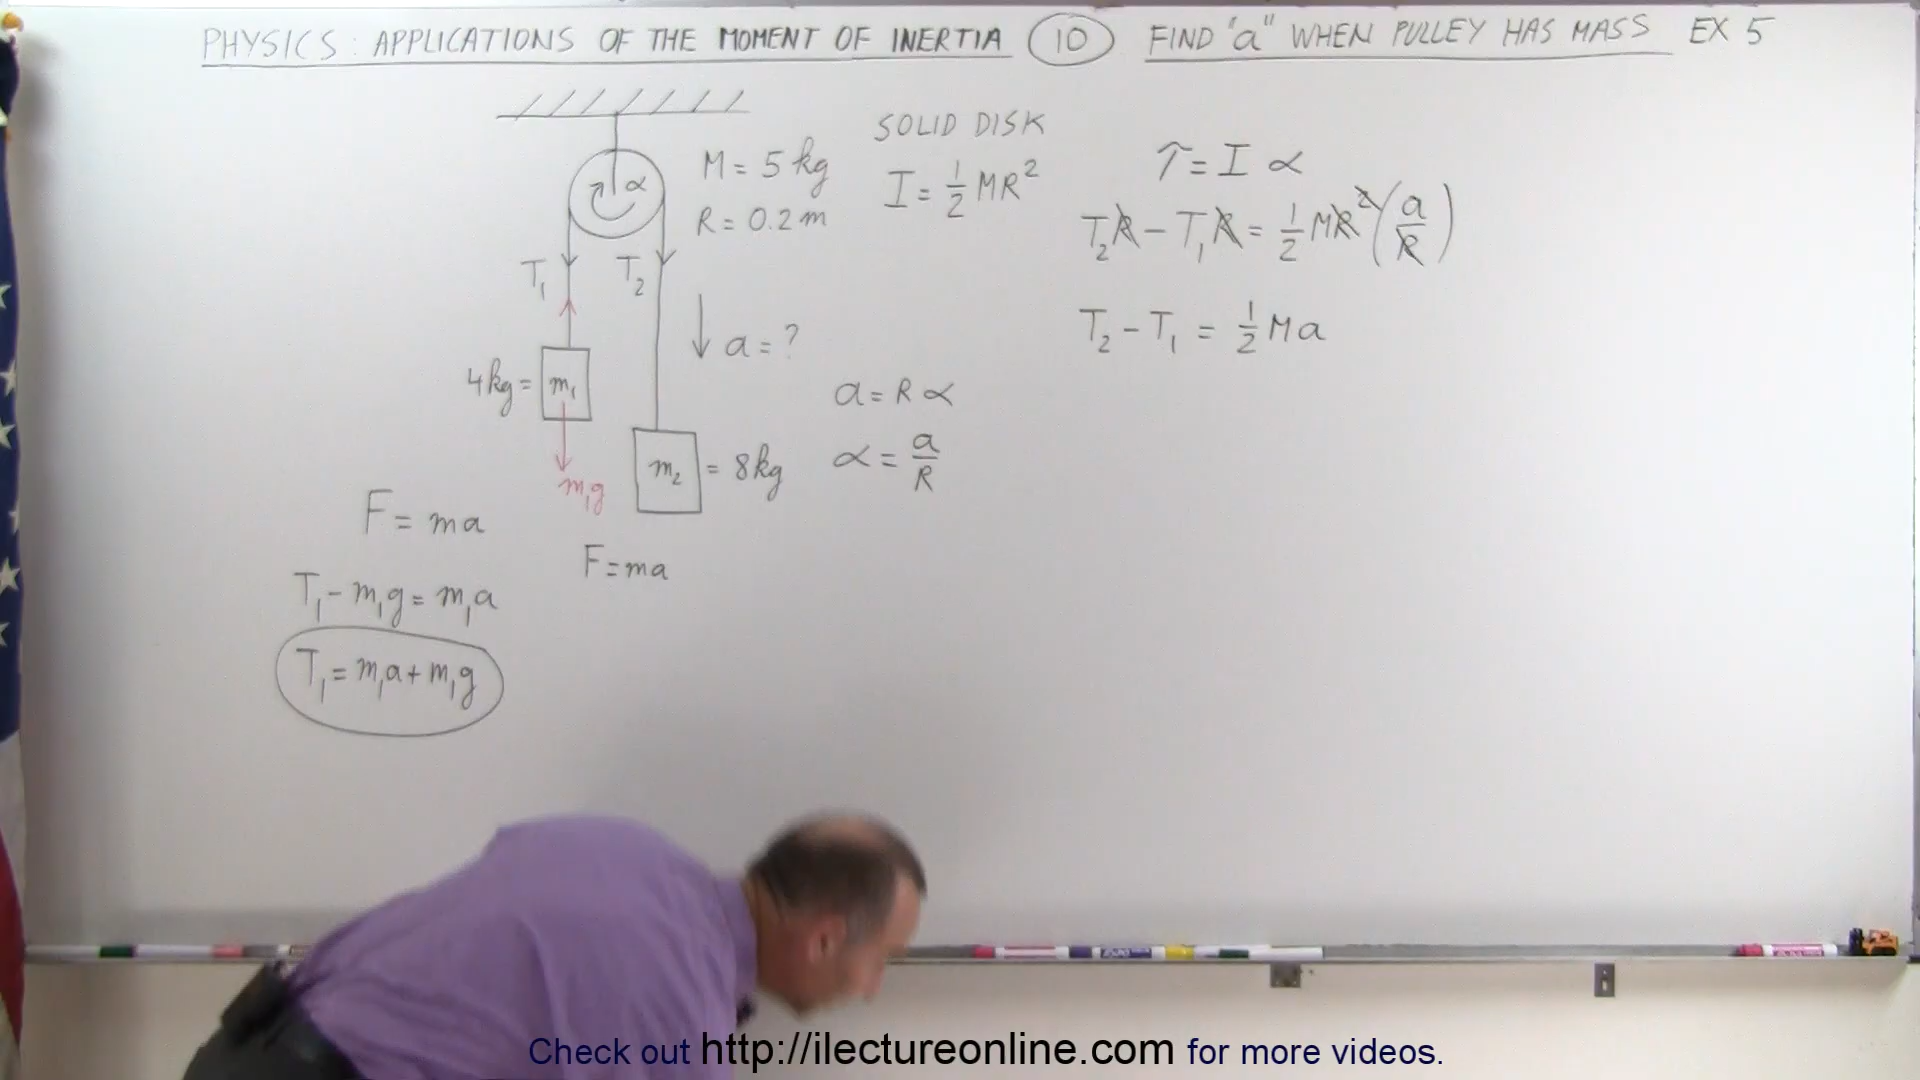 PHYSICS: APPLICATIONS OF THE MOMENT OF INERTIA 10 FIND "a" WHEN PULLEY HAS MASS EX 5
α
M = 5 kg
R = 0.2 m
SOLID DISK
I = 1/2 MR²
T₁
T₂
a = ?
4kg = m₁
m₁g
m₂ = 8kg
a = R α
α = a/R
τ = I α
T₂R - T₁R = 1/2 MR² (a/R)
T₂ - T₁ = 1/2 Ma
F = ma
T₁ - m₁g = m₁a
T₁ = m₁a + m₁g
F = ma
Check out http://ilectureonline.com for more videos.